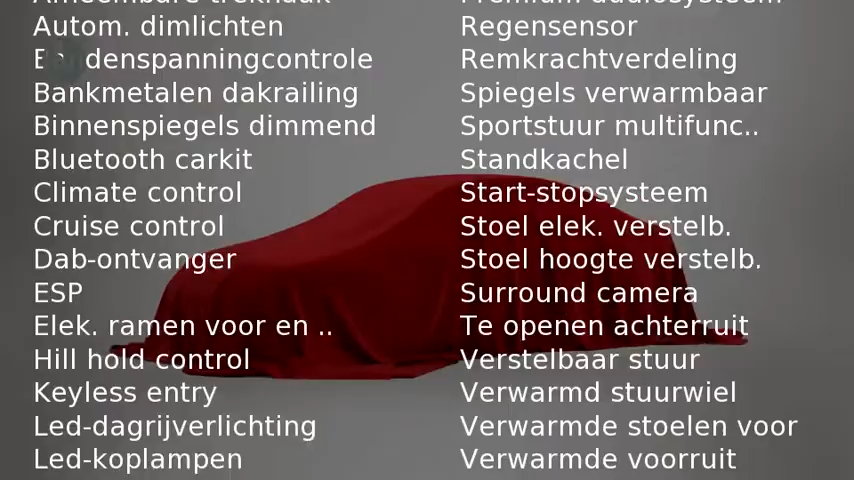 Autom. dimlichten
denspanningcontrole
Bankmetalen dakrailing
Binnenspiegels dimmend
Bluetooth carkit
Climate control
Cruise control
Dab-ontvanger
ESP
Elek. ramen voor en ..
Hill hold control
Keyless entry
Led-dagrijverlichting
Led-koplampen
Regensensor
Remkrachtverdeling
Spiegels verwarmbaar
Sportstuur multifunc..
Standkachel
Start-stopsysteem
Stoel elek. verstelb.
Stoel hoogte verstelb.
Surround camera
Te openen achterruit
Verstelbaar stuur
Verwarmd stuurwiel
Verwarmde stoelen voor
Verwarmde voorruit